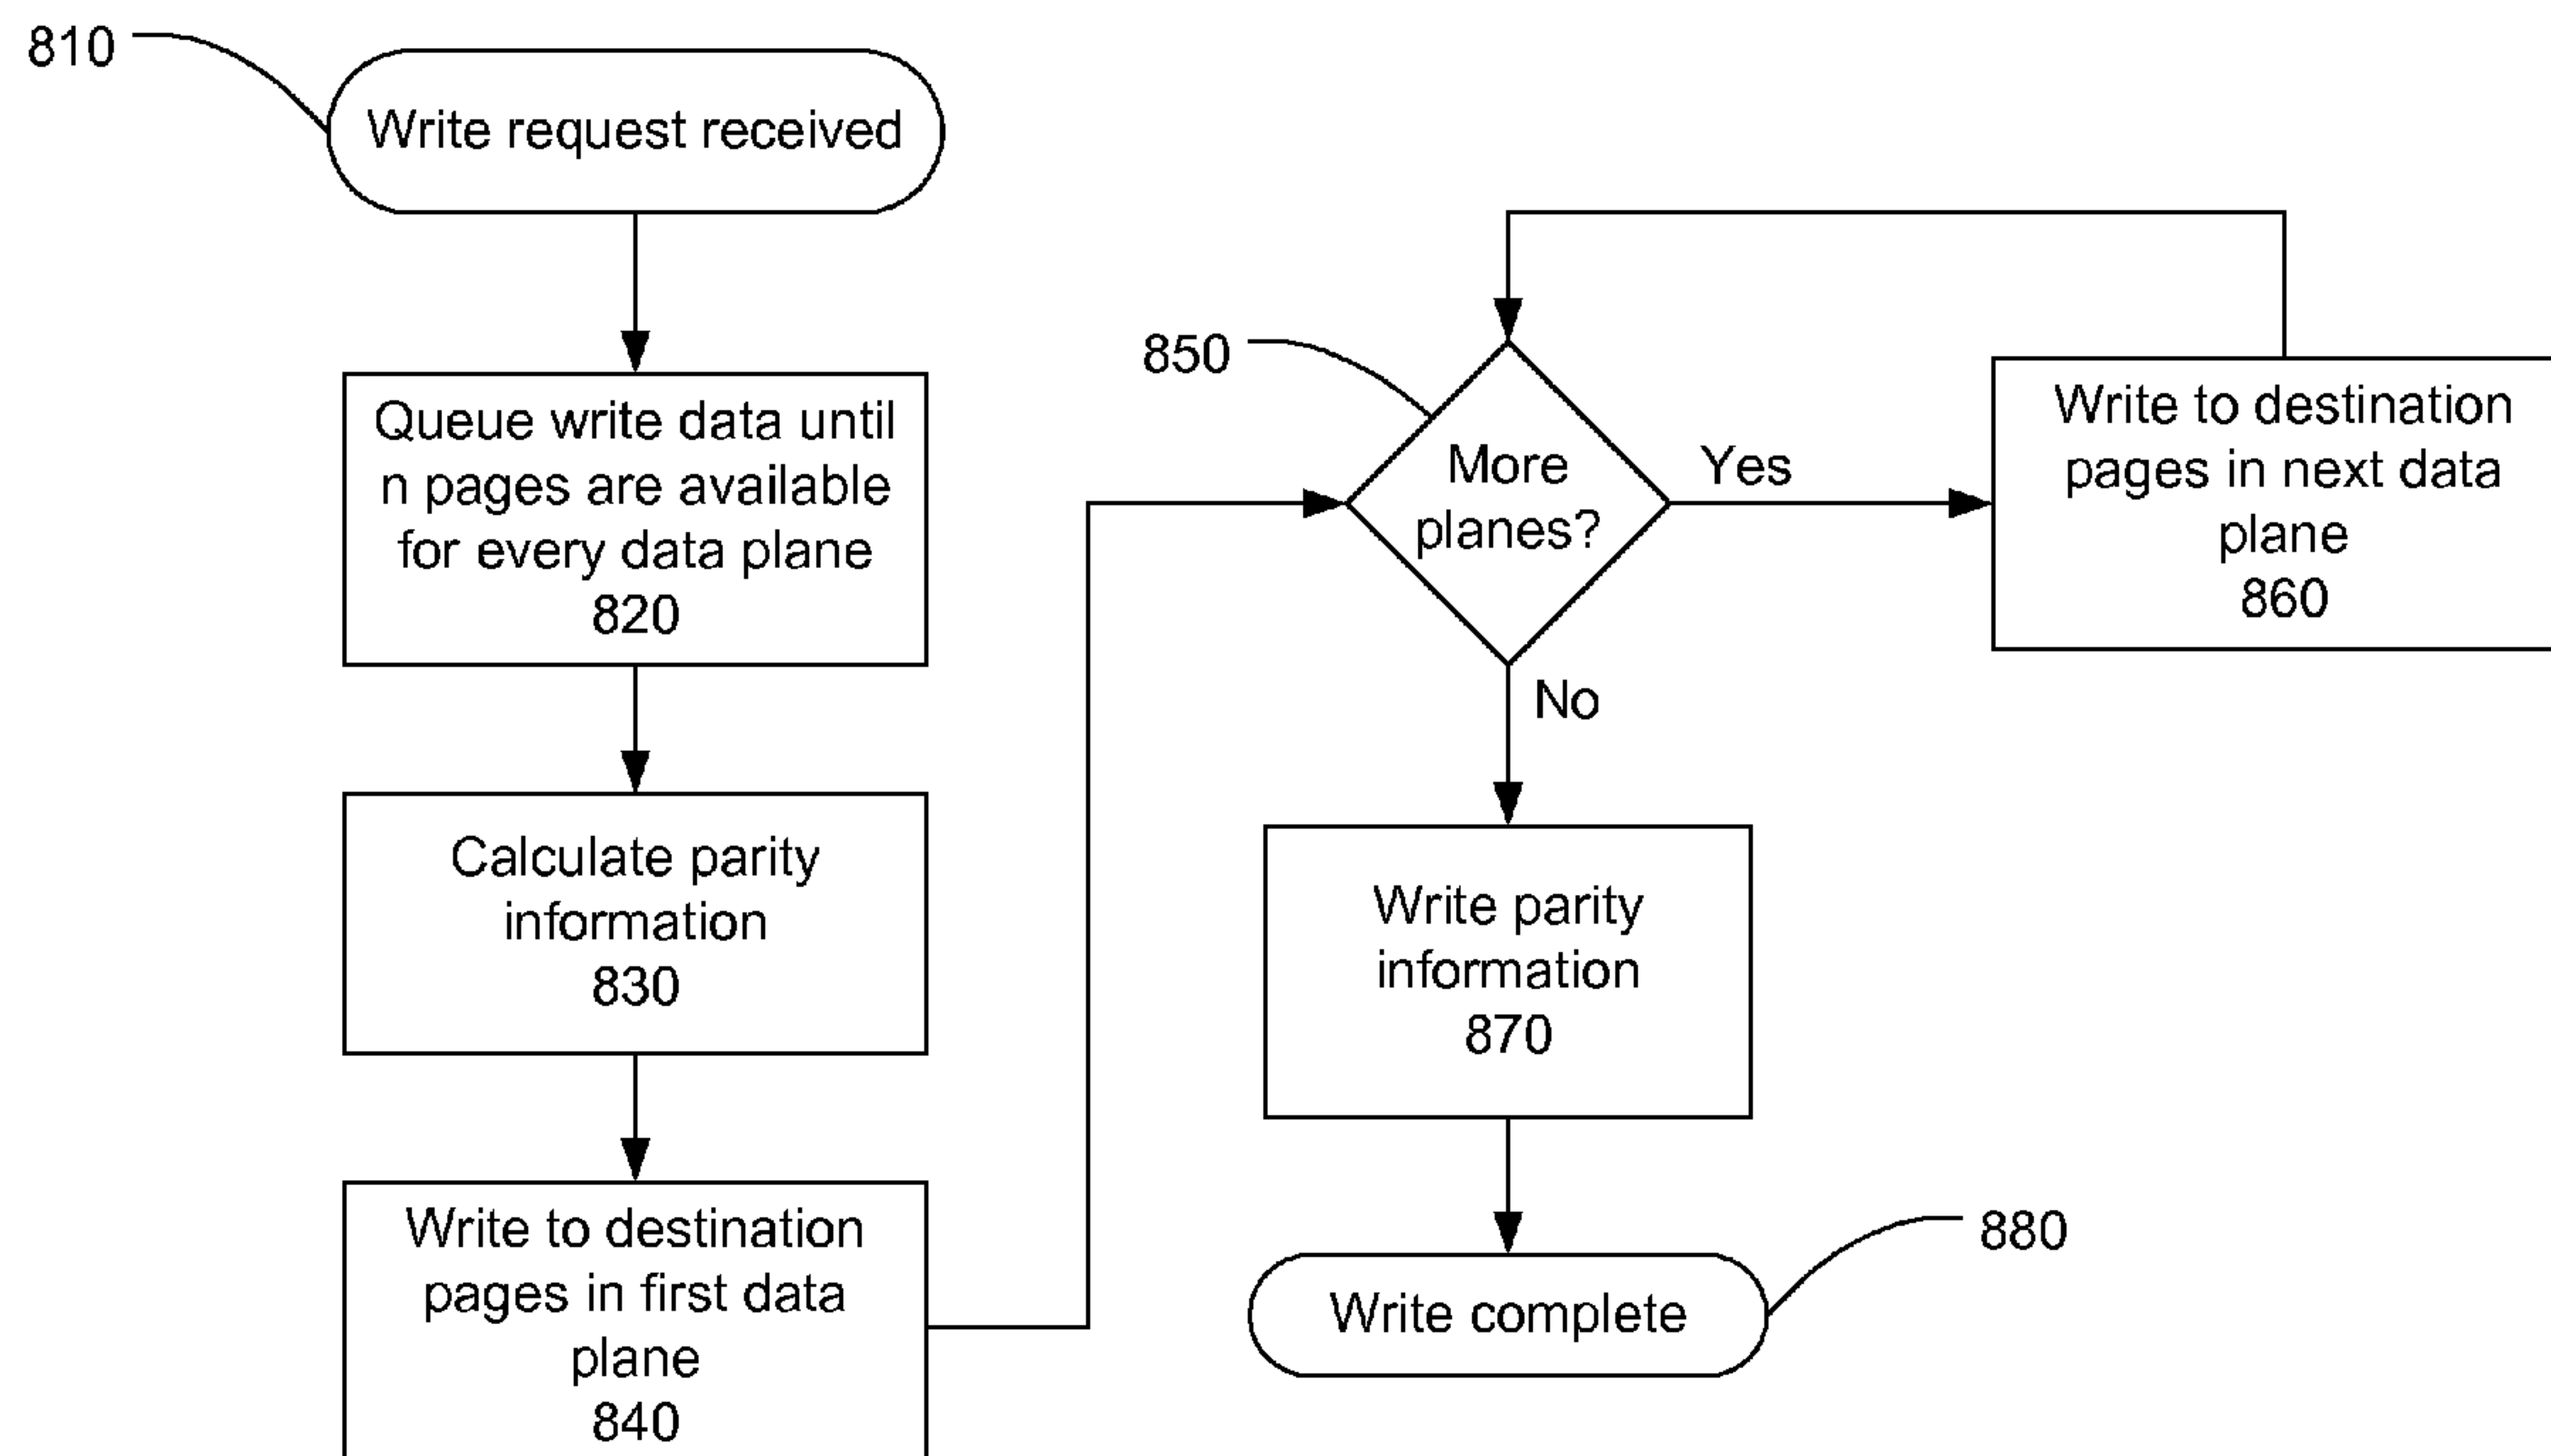 810
Write request received
Queue write data until
n pages are available
for every data plane
820
Calculate parity
information
830
Write to destination
pages in first data
plane
840
850
More
planes?
Yes
No
Write to destination
pages in next data
plane
860
Write parity
information
870
Write complete
880